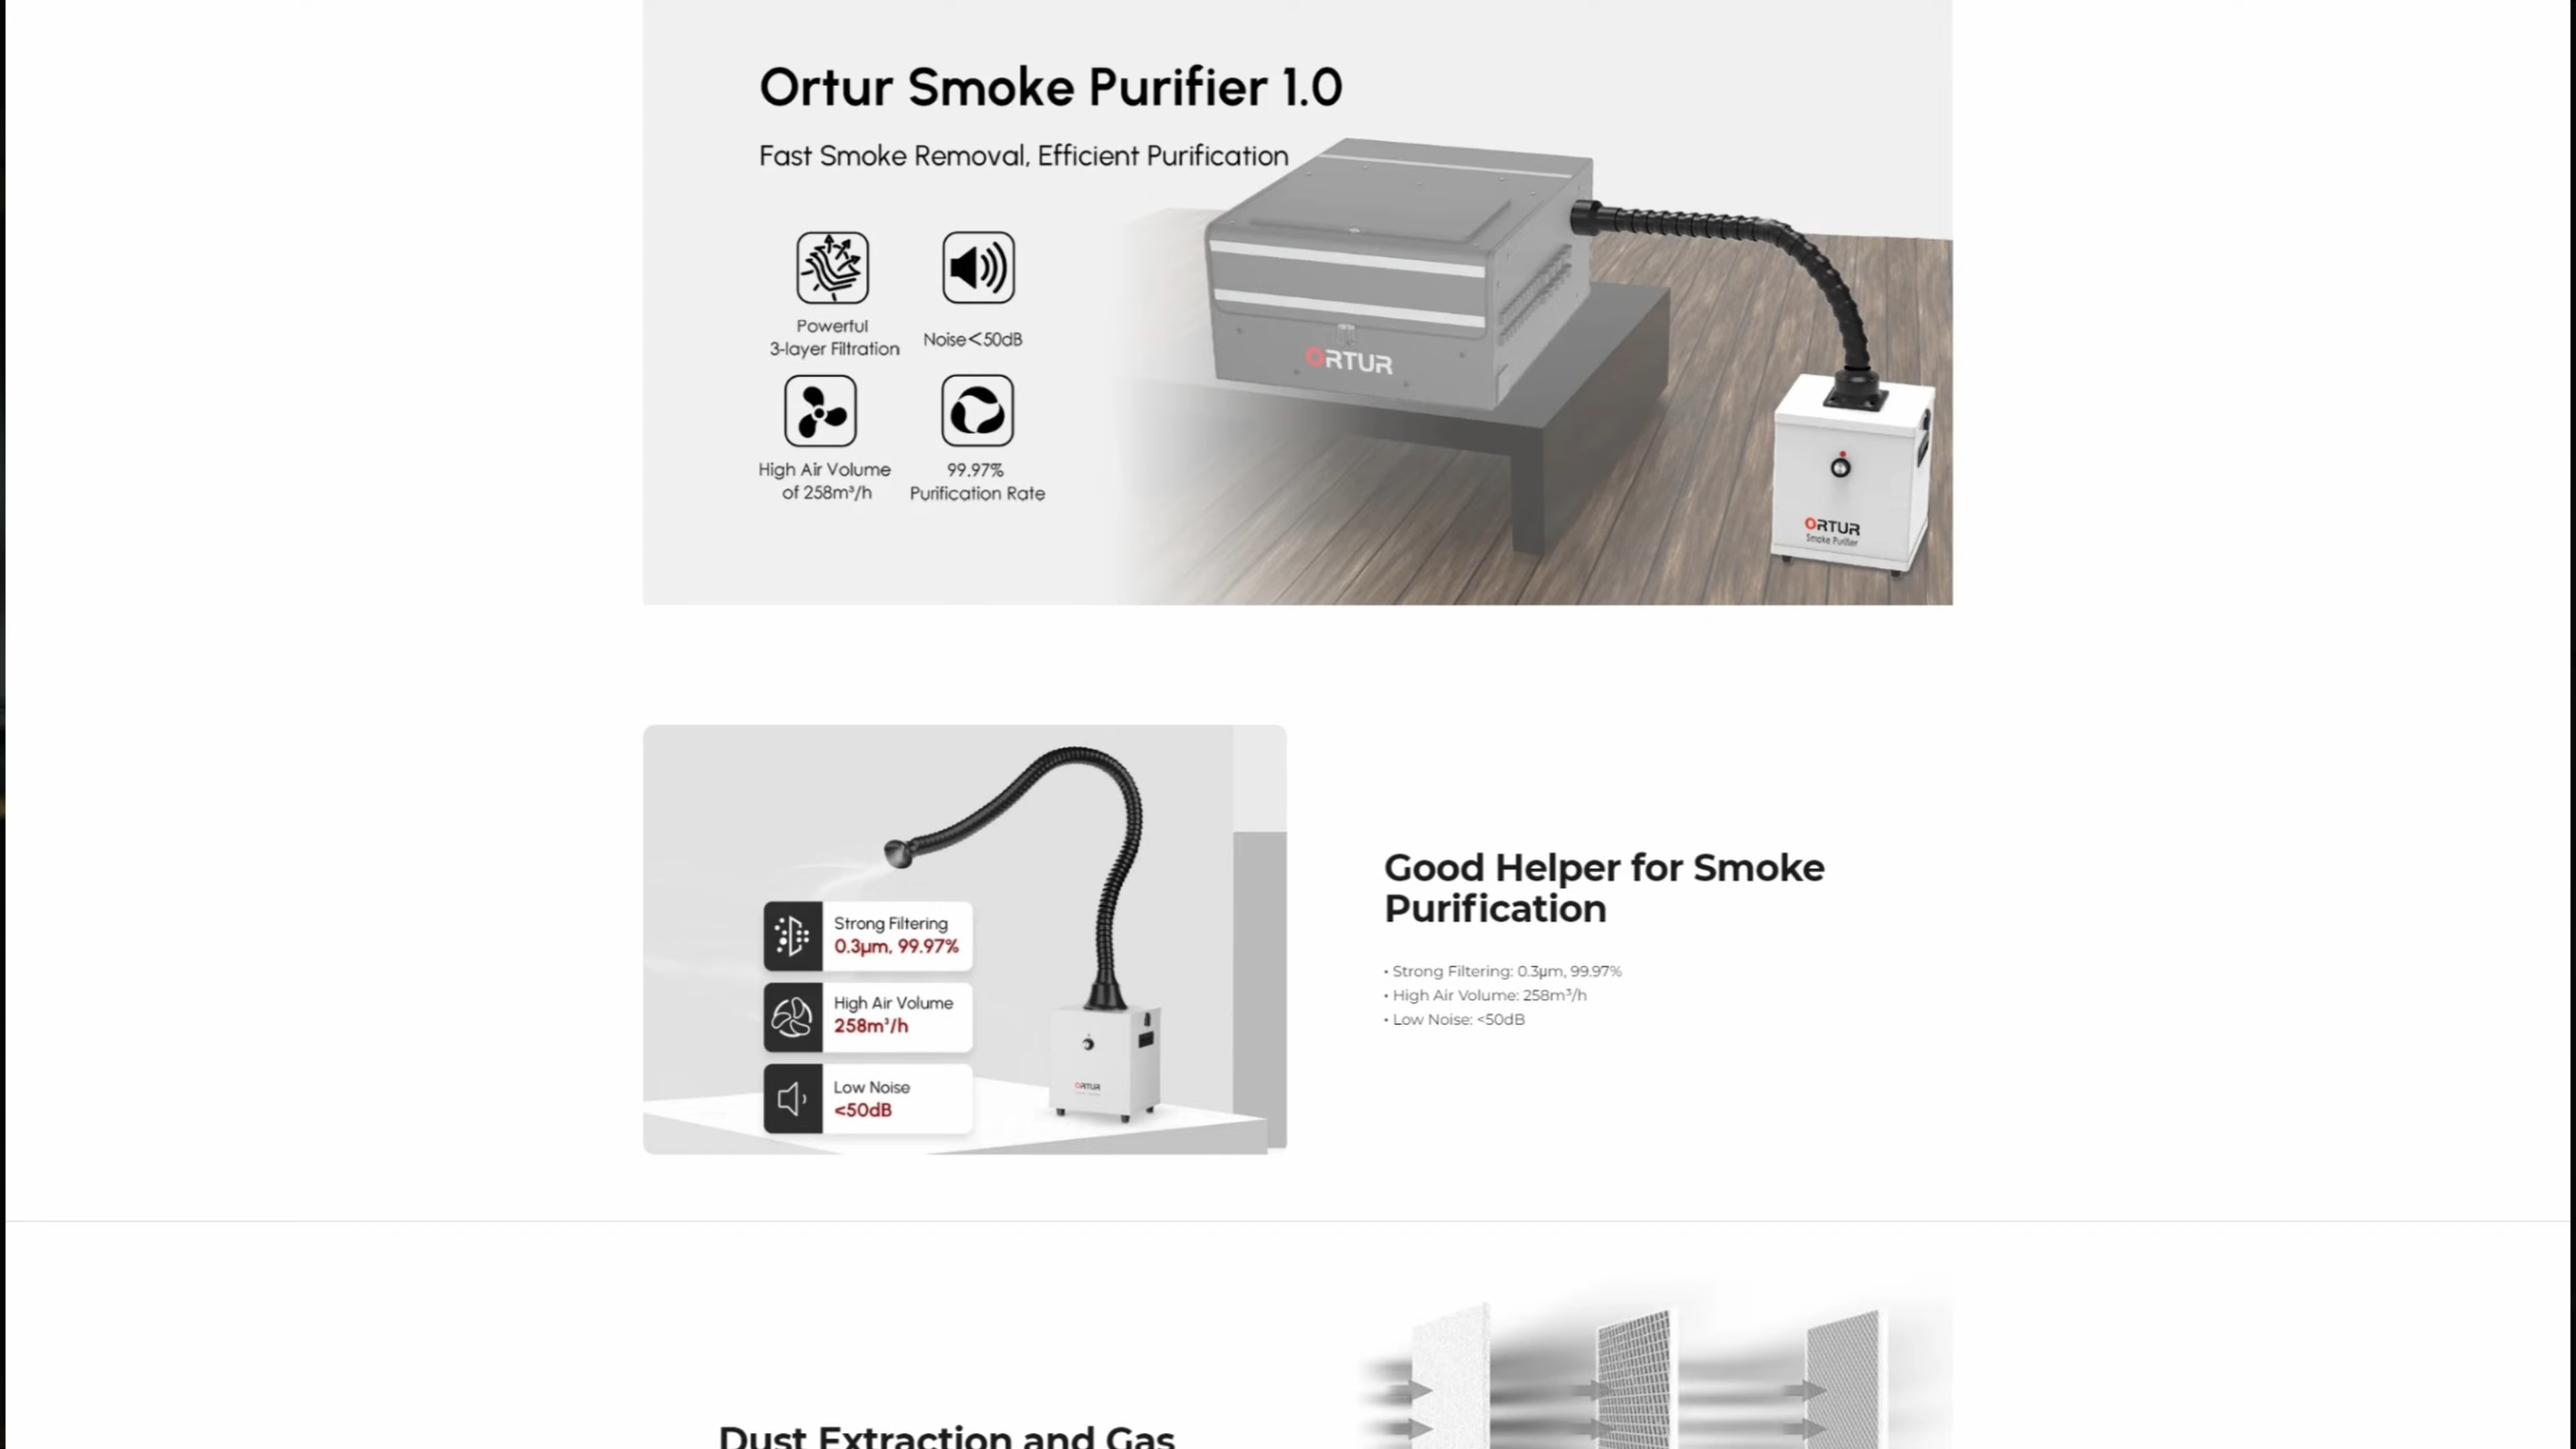 Ortur Smoke Purifier 1.0
Fast Smoke Removal, Efficient Purification
Powerful
3-layer Filtration
Noise<50dB
High Air Volume
of 258m³/h
99.97%
Purification Rate
ORTUR
ORTUR
Smoke Purifier
Strong Filtering
0.3μm, 99.97%
High Air Volume
258m³/h
Low Noise
<50dB
ORTUR
Good Helper for Smoke
Purification
• Strong Filtering: 0.3μm, 99.97%
• High Air Volume: 258m³/h
• Low Noise: <50dB
Dust Extraction and Gas